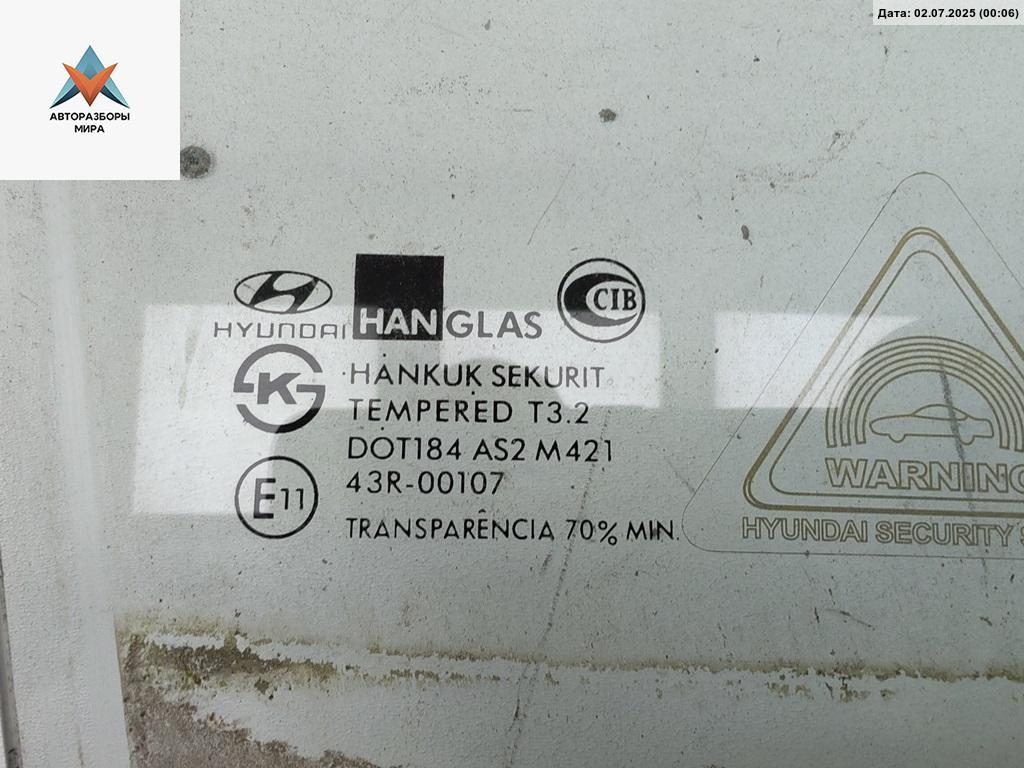 Дата: 02.07.2025 (00:06)
АВТОРАЗБОРЫ
МИРА
HYUNDAI
HANGLAS
CIB
K
HANKUK SEKURIT
TEMPERED T3.2
DOT184 AS2 M421
43R-00107
E11
TRANSPARÊNCIA 70% MIN.
WARNING
HYUNDAI SECURITY